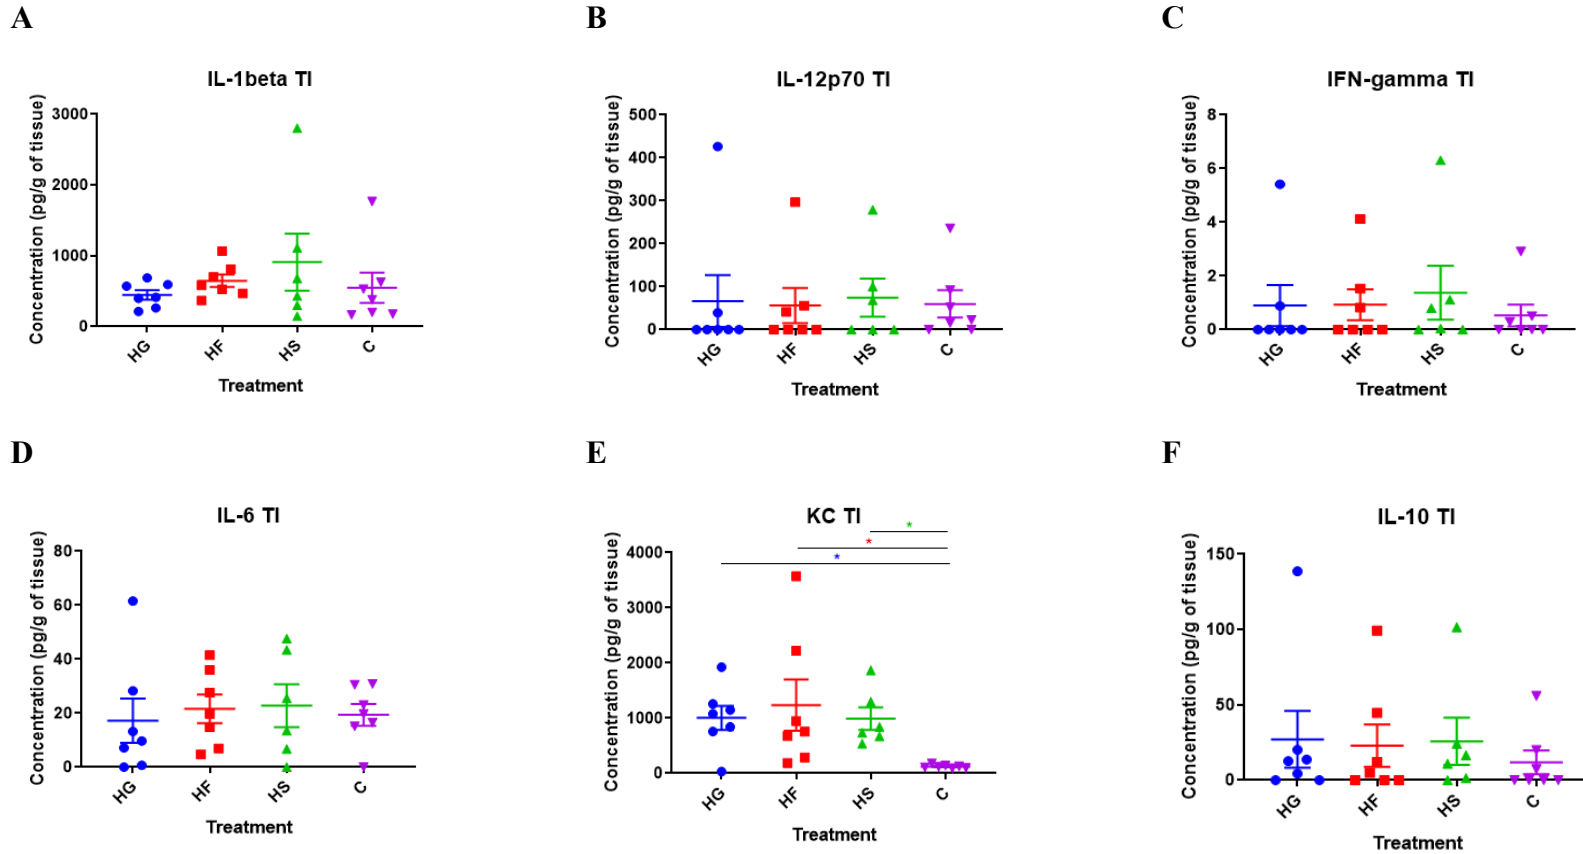 A
B
C
IL-1beta TI
IL-12p70 TI
IFN-gamma TI
Concentration (pg/g of tissue)
3000
2000
1000
0
HG
HF
HS
C
Treatment
Concentration (pg/g of tissue)
500
400
300
200
100
0
HG
HF
HS
C
Treatment
Concentration (pg/g of tissue)
8
6
4
2
0
HG
HF
HS
C
Treatment
D
E
F
IL-6 TI
KC TI
IL-10 TI
Concentration (pg/g of tissue)
80
60
40
20
0
HG
HF
HS
C
Treatment
Concentration (pg/g of tissue)
4000
3000
2000
1000
0
*
*
*
HG
HF
HS
C
Treatment
Concentration (pg/g of tissue)
150
100
50
0
HG
HF
HS
C
Treatment